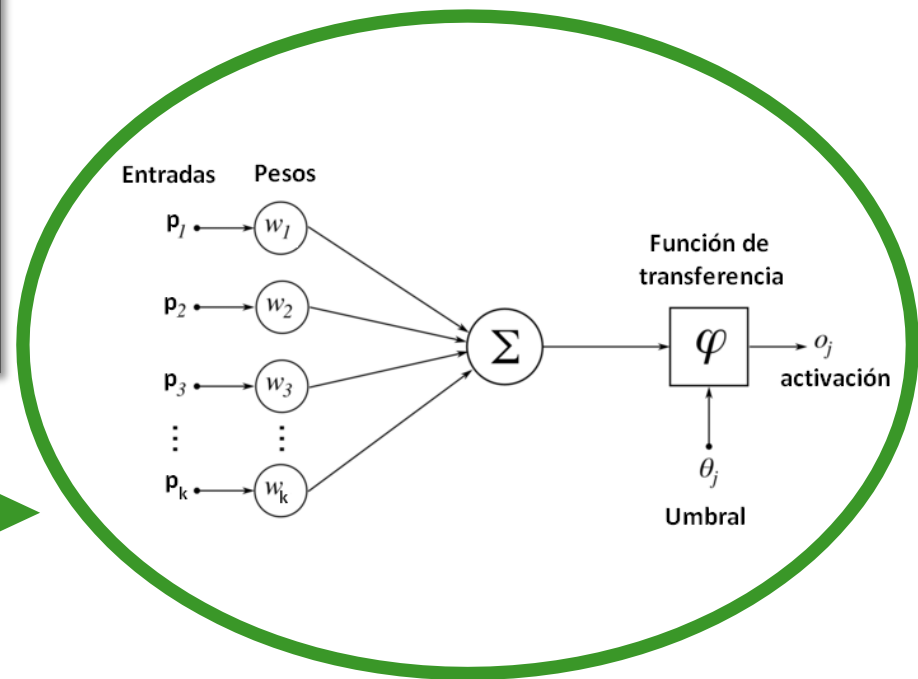 Entradas Pesos
p1 w1
p2 w2
p3 w3
⋮ ⋮
pk wk
Σ
Función de
transferencia
φ
oj
activación
θj
Umbral